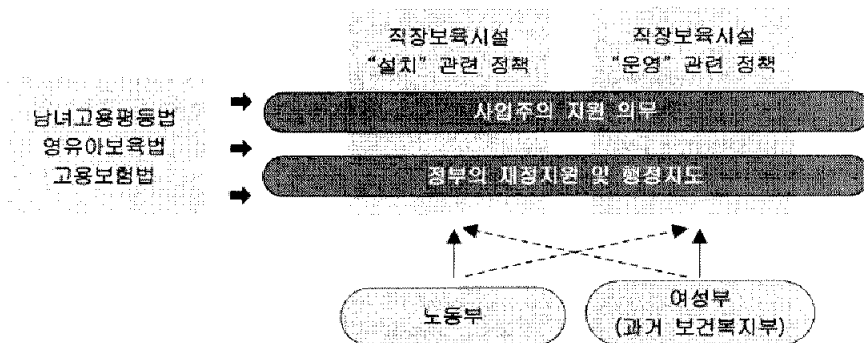 직장보육시설
“설치” 관련 정책
직장보육시설
“운영” 관련 정책
남녀고용평등법
영유아보육법
고용보험법
사업주의 지원 의무
정부의 재정지원 및 행정지도
노동부
여성부
(과거 보건복지부)